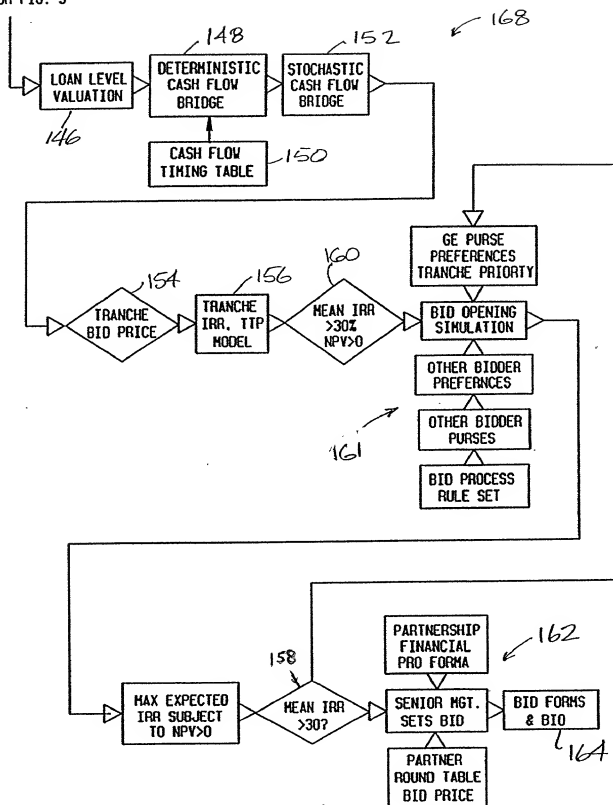 148
152
168
LOAN LEVEL
VALUATION
DETERMINISTIC
CASH FLOW
BRIDGE
STOCHASTIC
CASH FLOW
BRIDGE
146
CASH FLOW
TIMING TABLE
150
GE PURSE
PREFERENCES
TRANCHE PRIORTY
154
156
160
TRANCHE
BID PRICE
TRANCHE
IRR, TTP
MODEL
MEAN IRR
>30%
NPV>0
BID OPENING
SIMULATION
OTHER BIDDER
PREFERNCES
161
OTHER BIDDER
PURSES
BID PROCESS
RULE SET
PARTNERSHIP
FINANCIAL
PRO FORMA
162
158
MAX EXPECTED
IRR SUBJECT
TO NPV>0
MEAN IRR
>30?
SENIOR MGT.
SETS BID
BID FORMS
& BIO
164
PARTNER
ROUND TABLE
BID PRICE